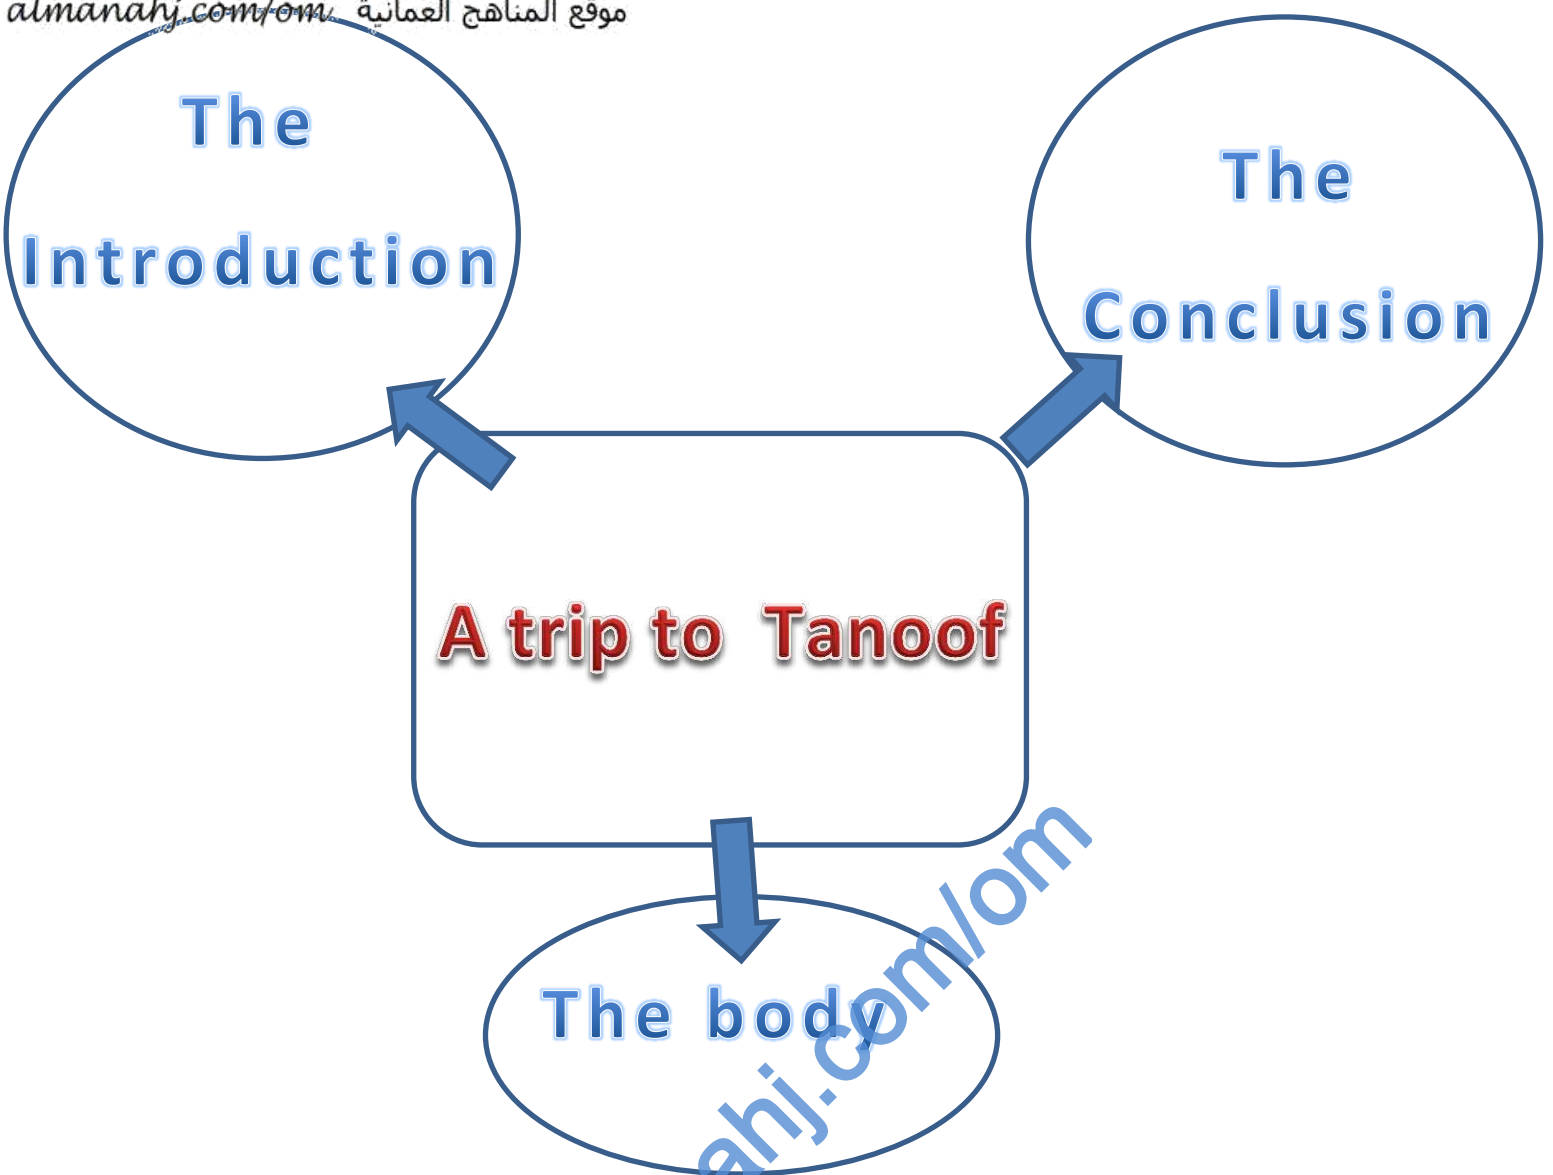 almanahj.com/om موقع المناهج العمانية
The
Introduction
The
Conclusion
A trip to Tanoof
The body
ahj.com/om